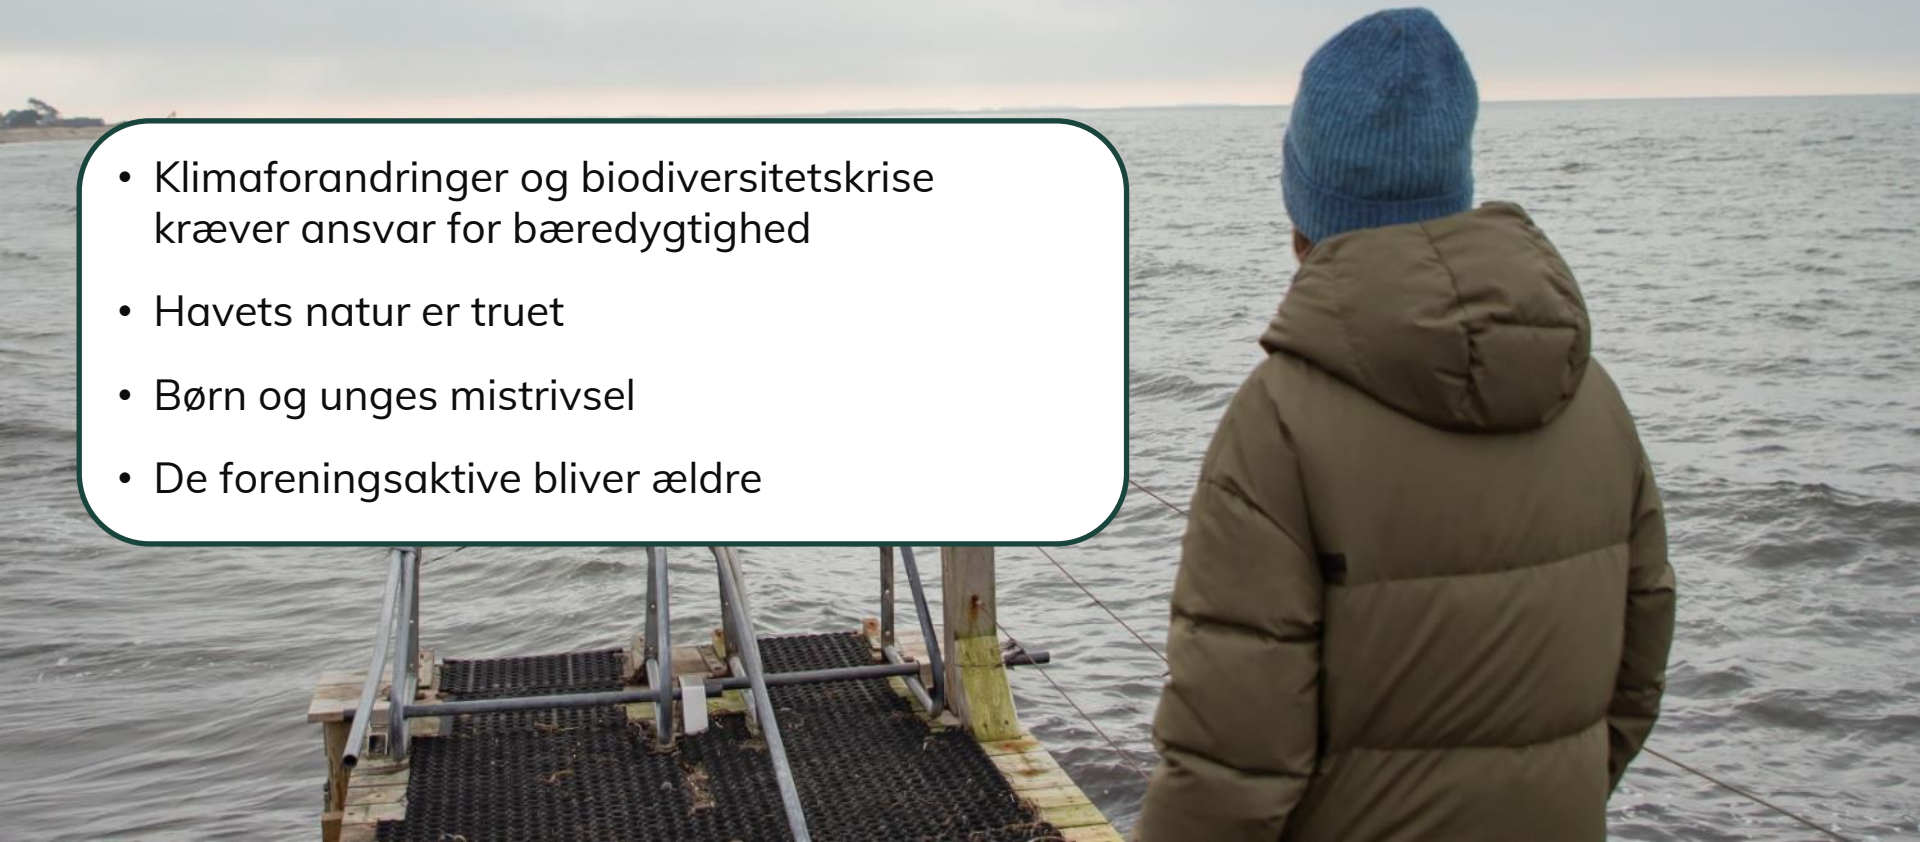 • Klimaforandringer og biodiversitetskrise
kræver ansvar for bæredygtighed
• Havets natur er truet
• Børn og unges mistrivsel
• De foreningsaktive bliver ældre